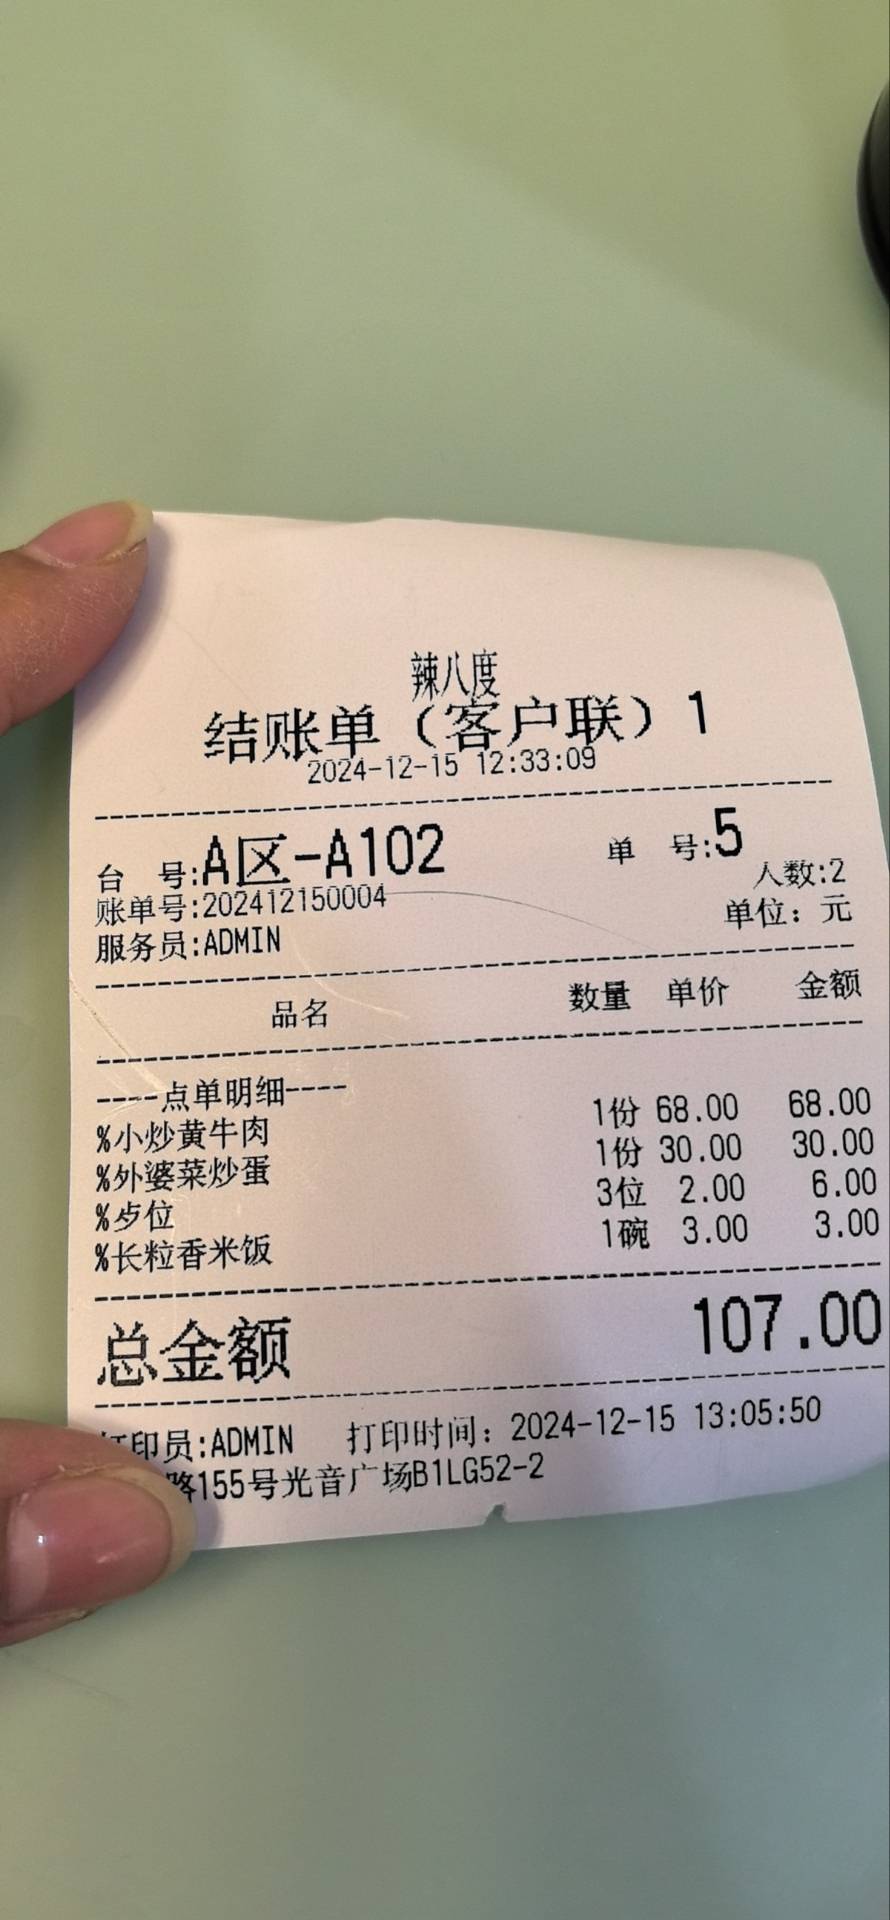 辣八度
结账单（客户联）1
2024-12-15 12:33:09
台 号:A区-A102 单 号:5
人数:2
账单号:202412150004
单位：元
服务员:ADMIN
品名 数量 单价 金额
----点单明细----
%小炒黄牛肉 1份 68.00 68.00
%外婆菜炒蛋 1份 30.00 30.00
%歺位 3位 2.00 6.00
%长粒香米饭 1碗 3.00 3.00
总金额 107.00
打印员:ADMIN 打印时间：2024-12-15 13:05:50
路155号光音广场B1LG52-2